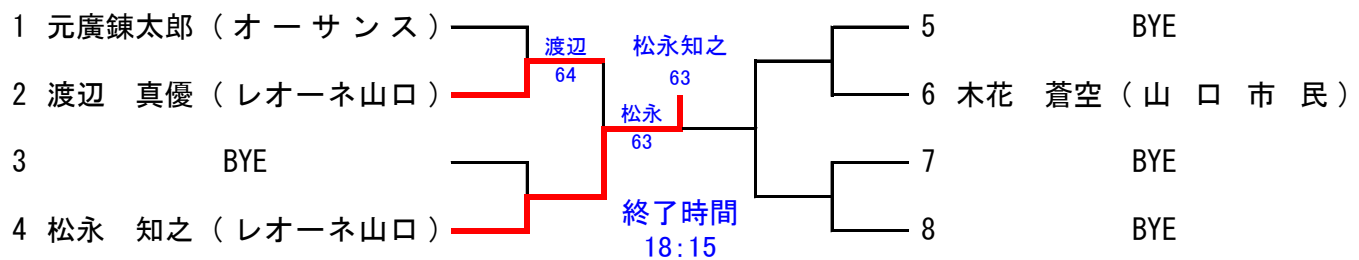 1 元廣錬太郎 ( オーサンス )
2 渡辺 真優 ( レオーネ山口 )
3 BYE
4 松永 知之 ( レオーネ山口 )
渡辺
64
松永
63
松永知之
63
終了時間
18:15
5 BYE
6 木花 蒼空 ( 山口市民 )
7 BYE
8 BYE